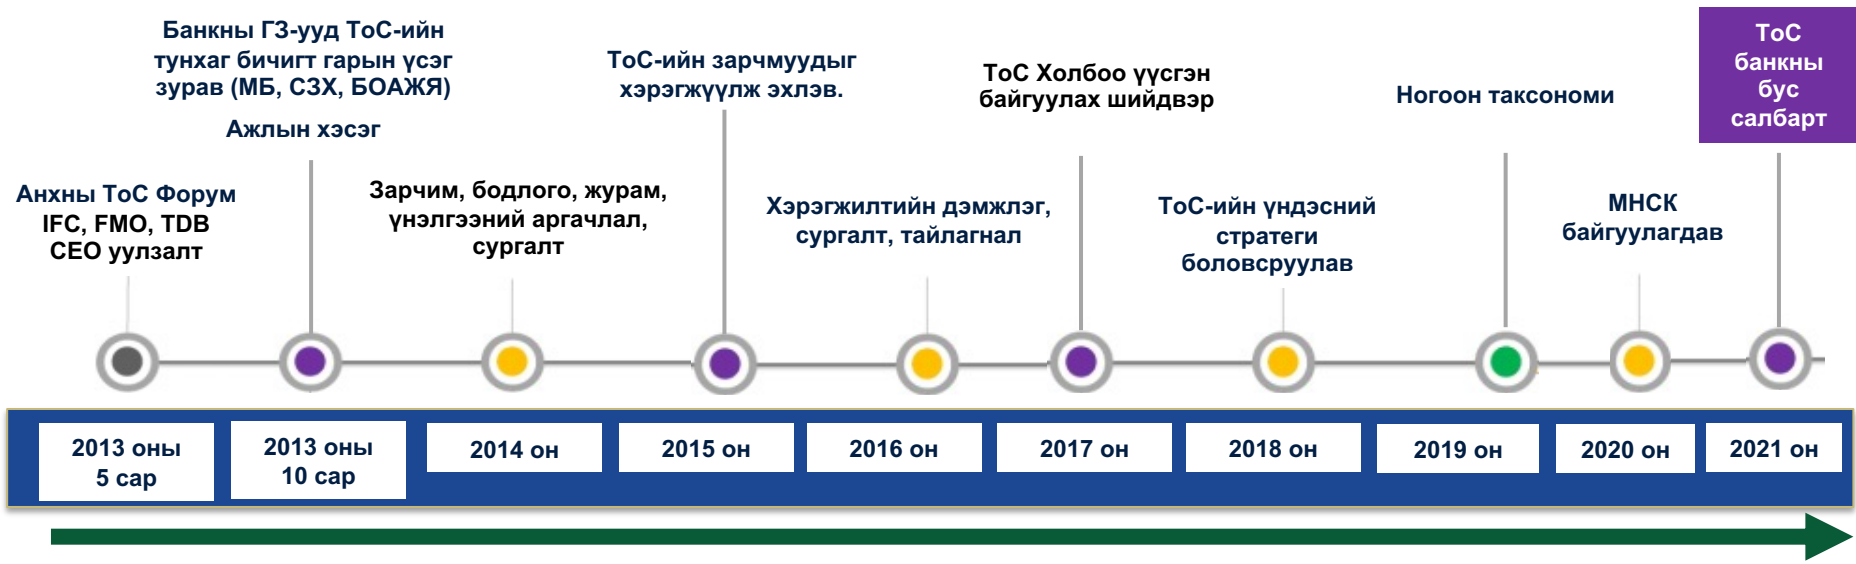 Анхны ТоС Форум
IFC, FMO, TDB
CEO уулзалт
Банкны ГЗ-ууд ТоС-ийн
тунхаг бичигт гарын үсэг
зурав (МБ, СЗХ, БОАЖЯ)
Ажлын хэсэг
Зарчим, бодлого, журам,
үнэлгээний аргачлал,
сургалт
ТоС-ийн зарчмуудыг
хэрэгжүүлж эхлэв.
Хэрэгжилтийн дэмжлэг,
сургалт, тайлагнал
ТоС Холбоо үүсгэн
байгуулах шийдвэр
ТоС-ийн үндэсний
стратеги
боловсруулав
Ногоон таксономи
МНСК
байгуулагдав
ТоС
банкны
бус
салбарт
2013 оны
5 сар
2013 оны
10 сар
2014 он
2015 он
2016 он
2017 он
2018 он
2019 он
2020 он
2021 он